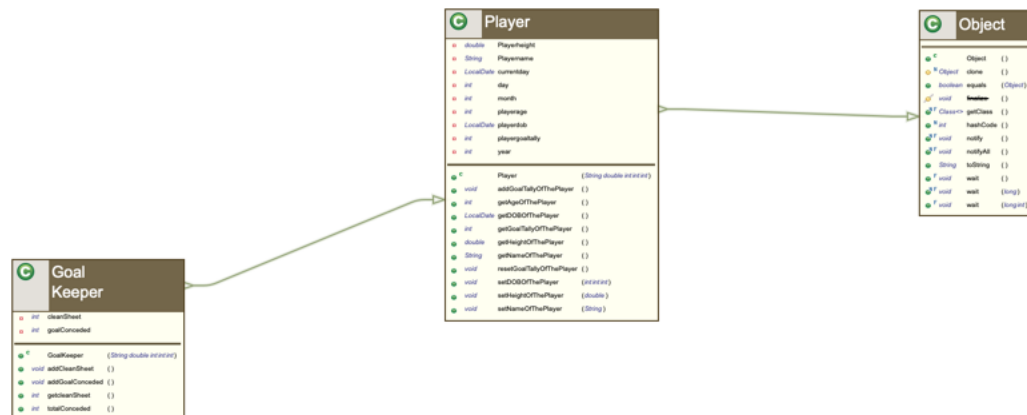 C Player
double Playerheight
String Playername
LocalDate currentday
int day
int month
int playerage
LocalDate playerdob
int playergoaltally
int year
C Player (String double int int int)
void addGoalTallyOfThePlayer ()
int getAgeOfThePlayer ()
LocalDate getDOBOfThePlayer ()
int getGoalTallyOfThePlayer ()
double getHeightOfThePlayer ()
String getNameOfThePlayer ()
void resetGoalTallyOfThePlayer ()
void setDOBOfThePlayer (int int int)
void setHeightOfThePlayer (double)
void setNameOfThePlayer (String)
C Object
C Object ()
N Object clone ()
boolean equals (Object)
void finalize ()
Class<> getClass ()
N int hashCode ()
void notify ()
void notifyAll ()
String toString ()
F void wait ()
void wait (long)
F void wait (long int)
C Goal
Keeper
int cleanSheet
int goalConceded
C GoalKeeper (String double int int int)
void addCleanSheet ()
void addGoalConceded ()
int getcleanSheet ()
int totalConceded ()